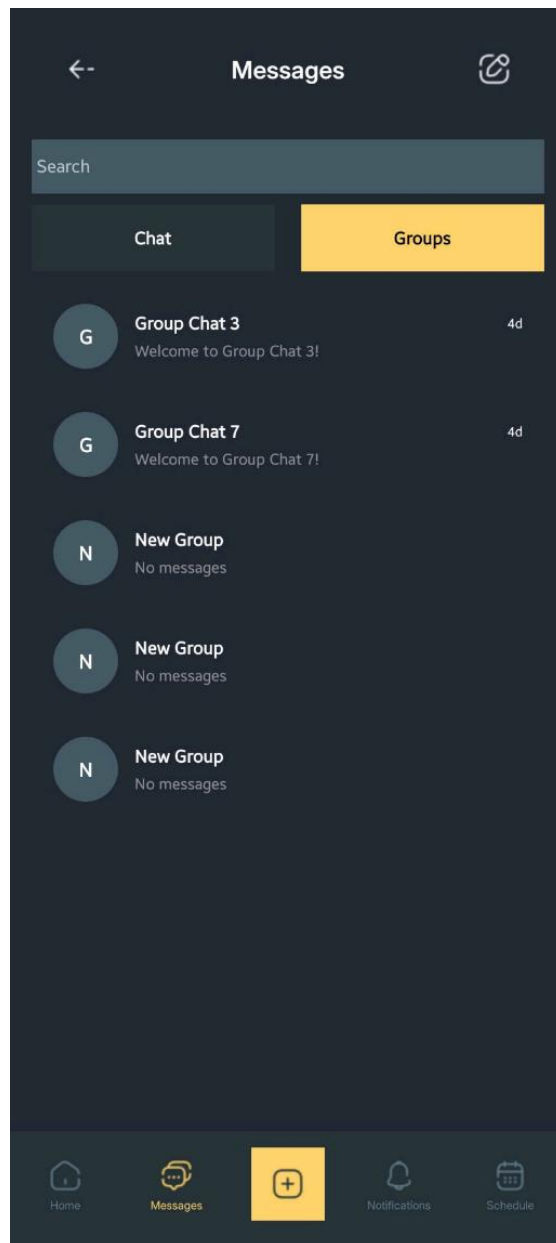 Messages
Search
Chat
Groups
G
Group Chat 3
4d
Welcome to Group Chat 3!
G
Group Chat 7
4d
Welcome to Group Chat 7!
N
New Group
No messages
N
New Group
No messages
N
New Group
No messages
Home
Messages
Notifications
Schedule